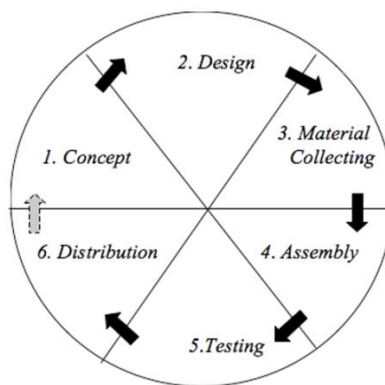 1. Concept
2. Design
3. Material
Collecting
4. Assembly
5.Testing
6. Distribution